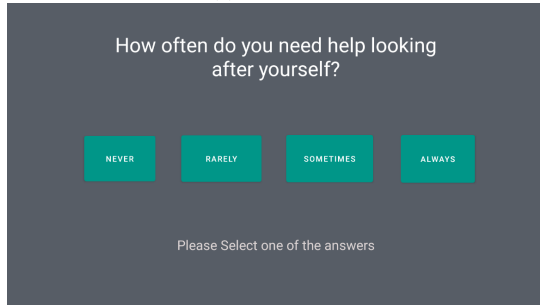 How often do you need help looking
after yourself?
NEVER
RARELY
SOMETIMES
ALWAYS
Please Select one of the answers